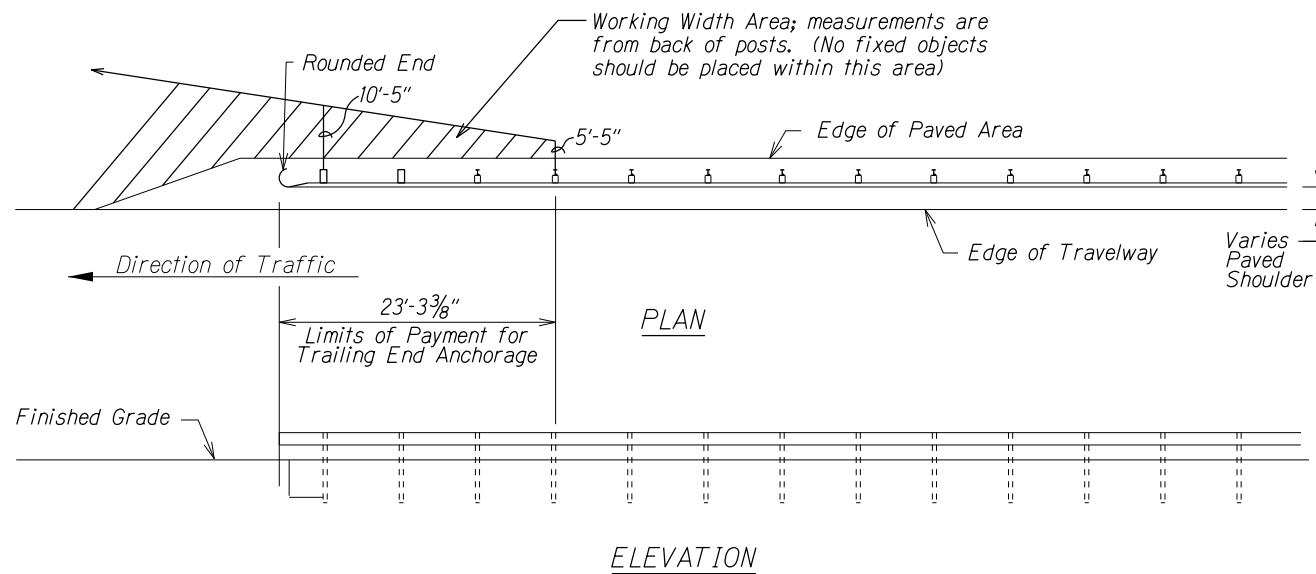 Working Width Area; measurements are
from back of posts. (No fixed objects
should be placed within this area)
Rounded End
10'-5"
5'-5"
Edge of Paved Area
Edge of Travelway
Varies
Paved
Shoulder
Direction of Traffic
23'-3⅜"
Limits of Payment for
Trailing End Anchorage
PLAN
Finished Grade
ELEVATION